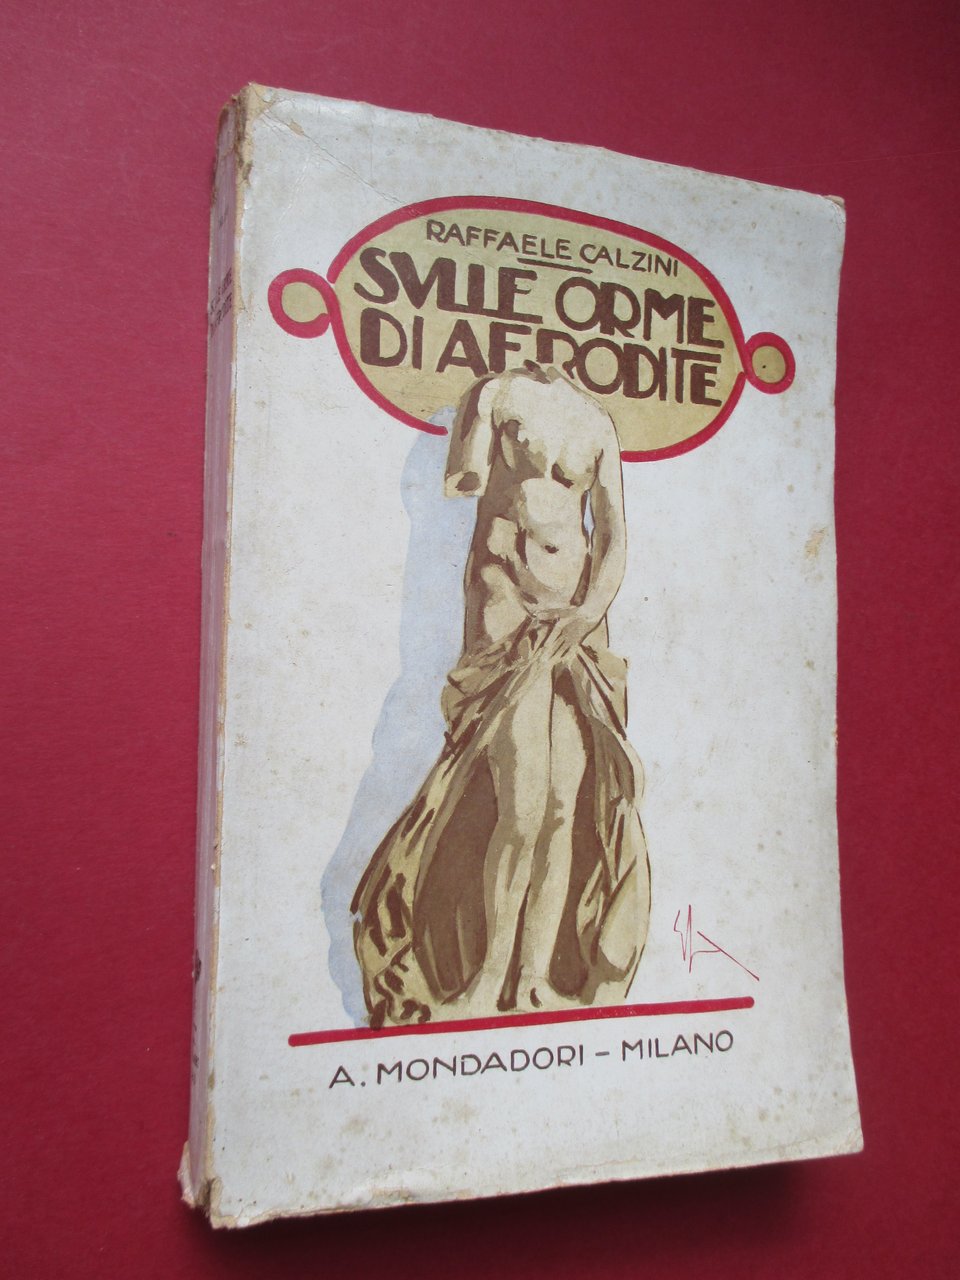 RAFFAELE CALZINI
SVLLE ORME
DI AFRODITE
A. MONDADORI - MILANO